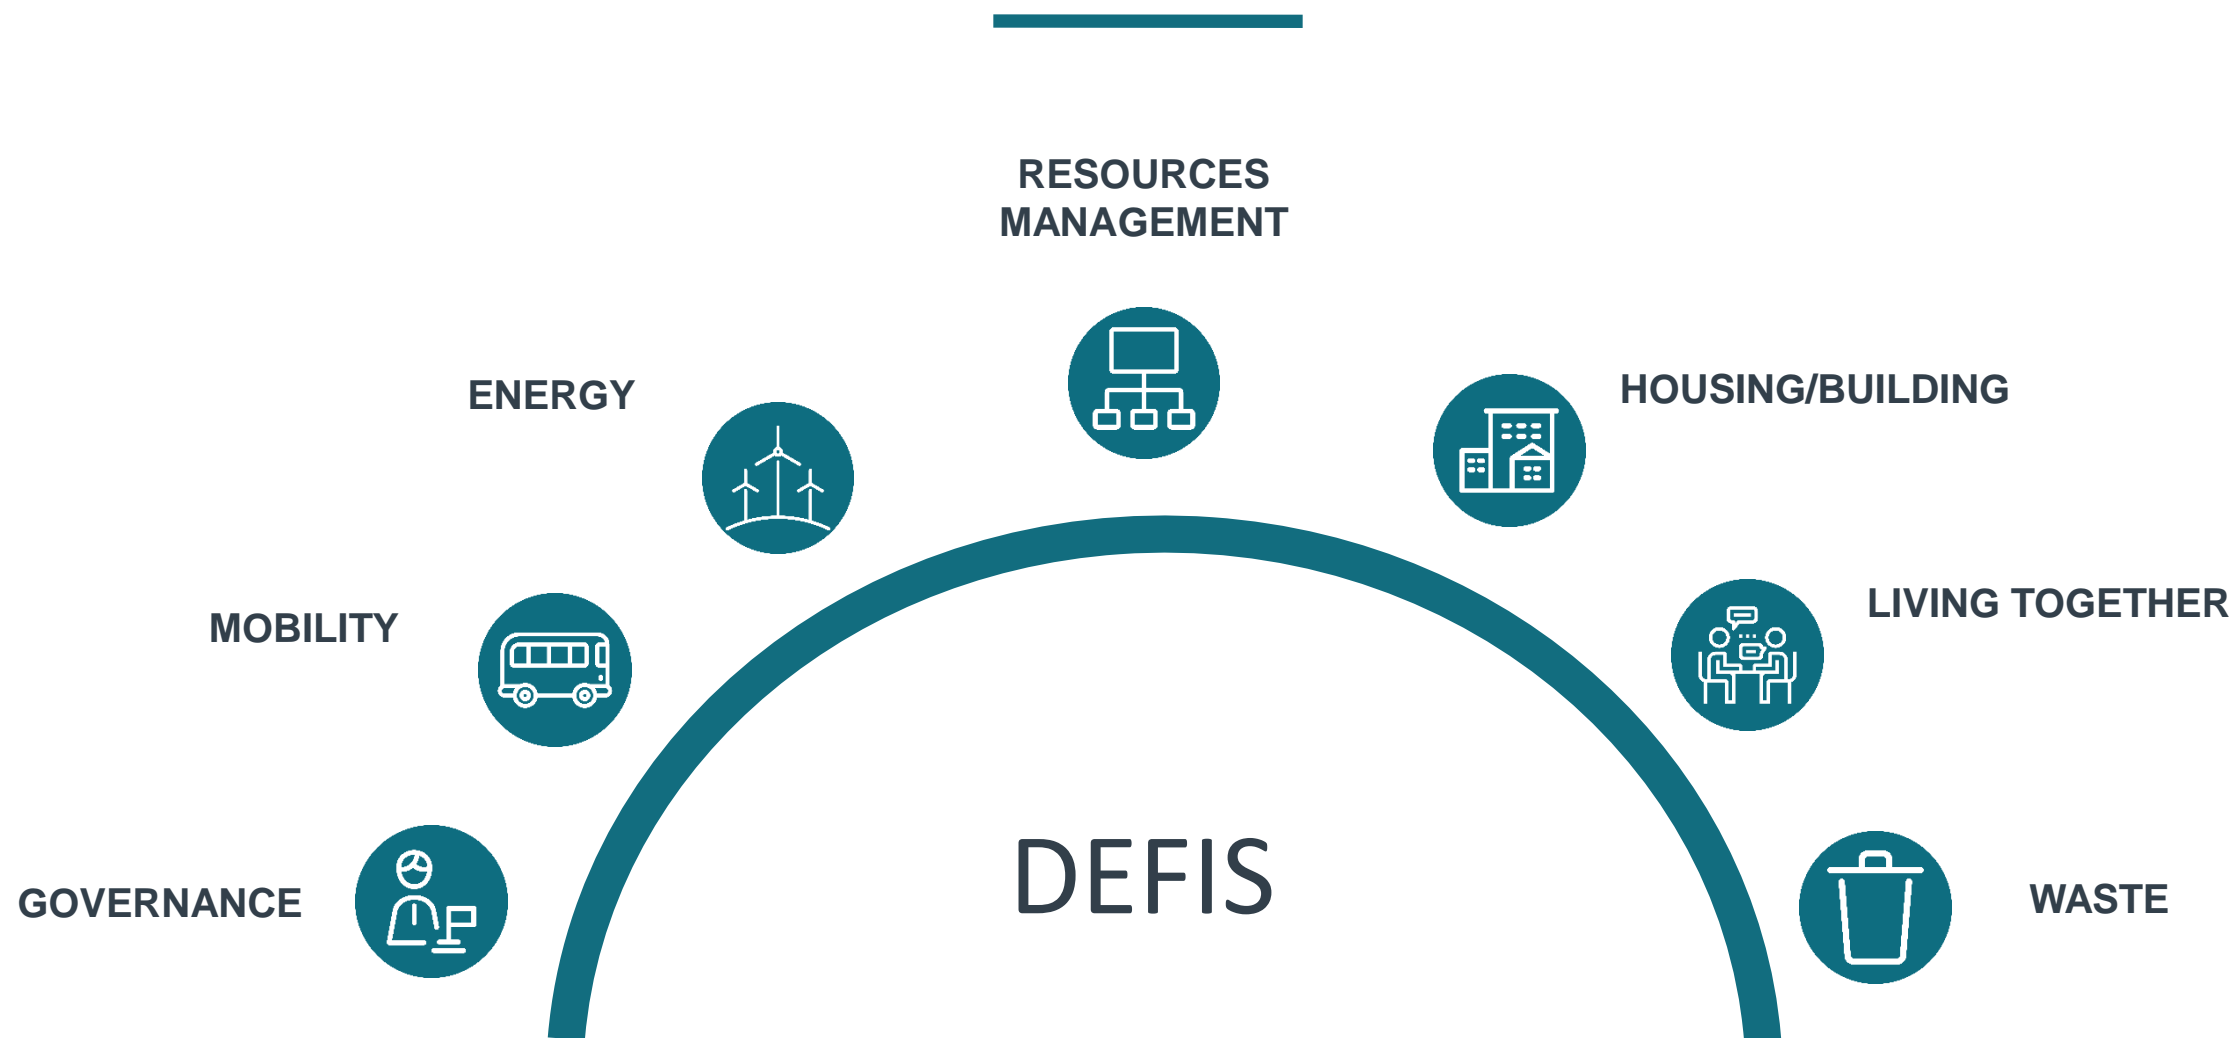 RESOURCES
MANAGEMENT
ENERGY
HOUSING/BUILDING
MOBILITY
LIVING TOGETHER
GOVERNANCE
DEFIS
WASTE